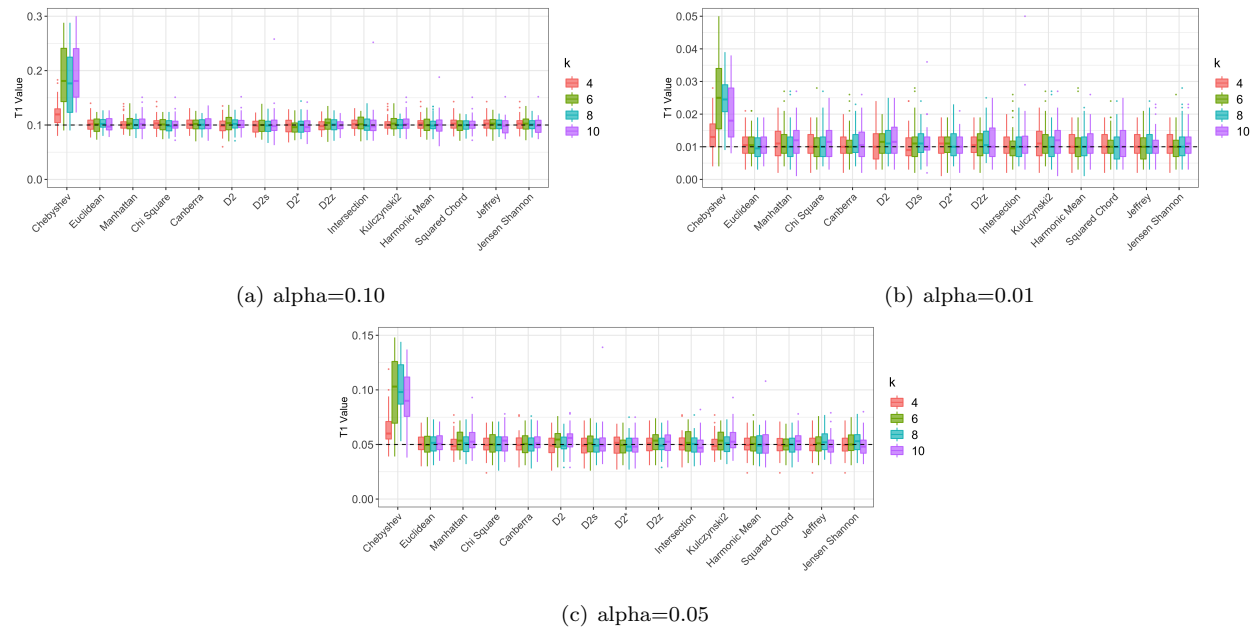 0.3
0.2
0.1
0.0
T1 Value
Chebyshev
Euclidean
Manhattan
Chi Square
Canberra
D2
D2s
D2*
D2z
Intersection
Kulczynski2
Harmonic Mean
Squared Chord
Jeffrey
Jensen Shannon
k
4
6
8
10
(a) alpha=0.10
0.05
0.04
0.03
0.02
0.01
0.00
T1 Value
Chebyshev
Euclidean
Manhattan
Chi Square
Canberra
D2
D2s
D2*
D2z
Intersection
Kulczynski2
Harmonic Mean
Squared Chord
Jeffrey
Jensen Shannon
k
4
6
8
10
(b) alpha=0.01
0.15
0.10
0.05
0.00
T1 Value
Chebyshev
Euclidean
Manhattan
Chi Square
Canberra
D2
D2s
D2*
D2z
Intersection
Kulczynski2
Harmonic Mean
Squared Chord
Jeffrey
Jensen Shannon
k
4
6
8
10
(c) alpha=0.05